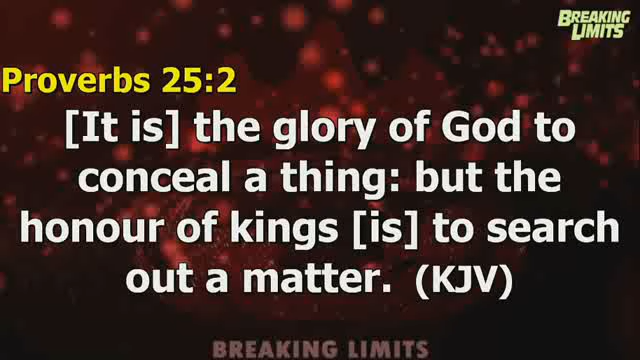 BREAKING
LIMITS
Proverbs 25:2
[It is] the glory of God to
conceal a thing: but the
honour of kings [is] to search
out a matter. (KJV)
BREAKING LIMITS